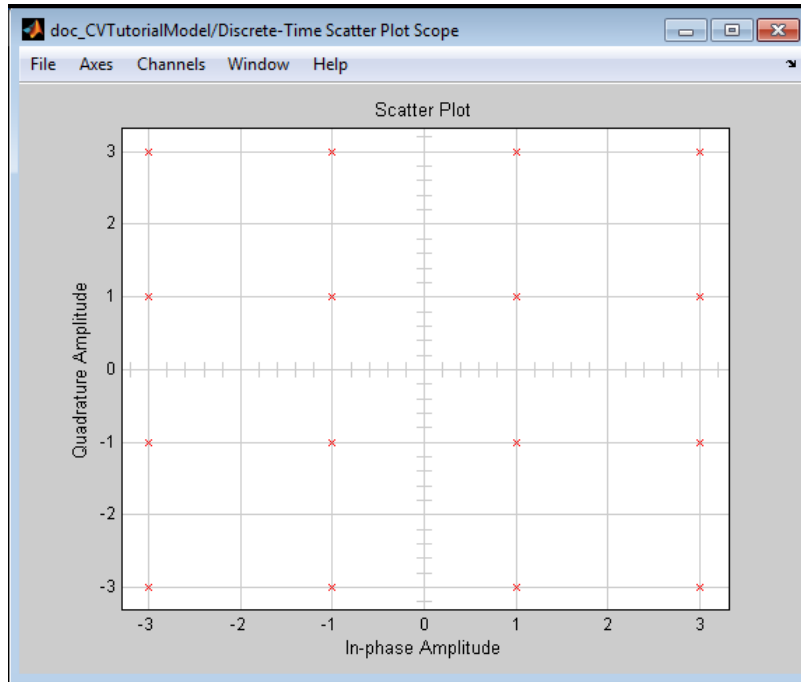 doc_CVTutorialModel/Discrete-Time Scatter Plot Scope
File Axes Channels Window Help
Scatter Plot
3
2
1
0
-1
-2
-3
Quadrature Amplitude
-3 -2 -1 0 1 2 3
In-phase Amplitude